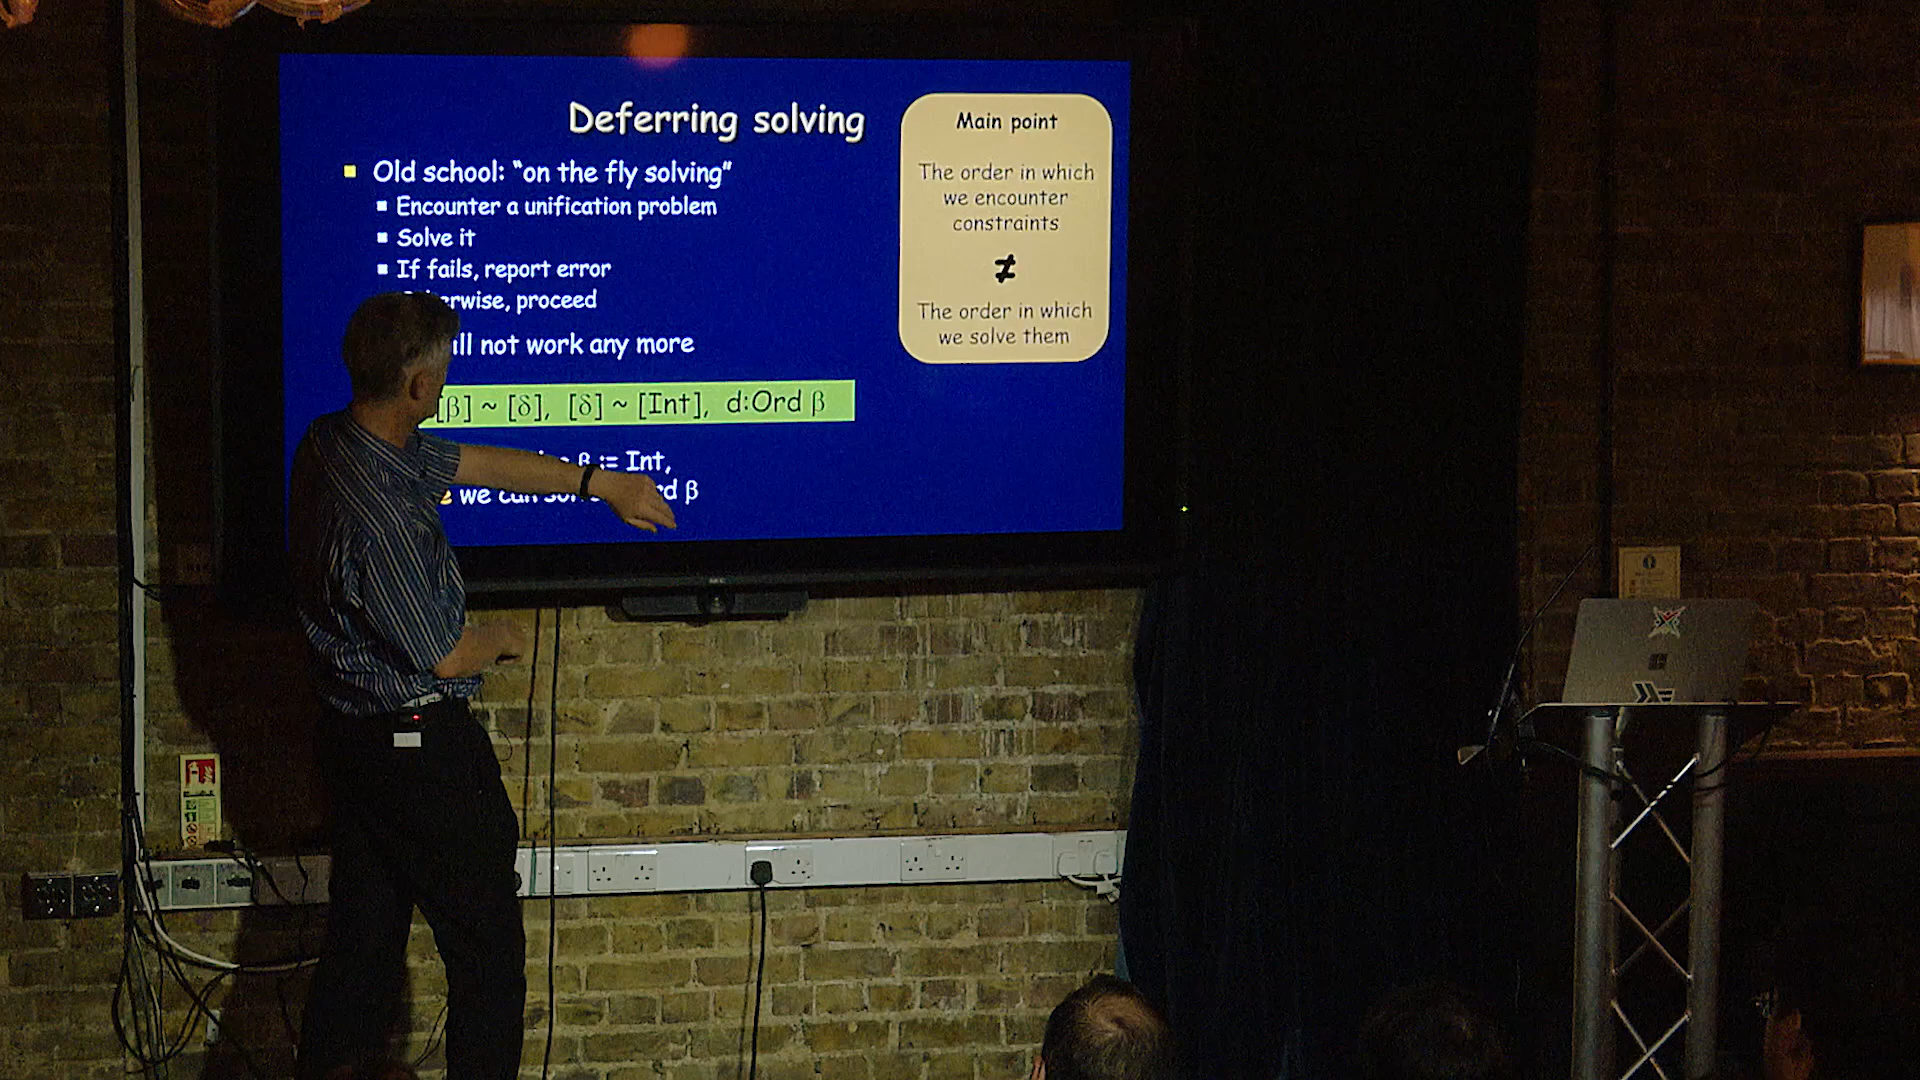 Deferring solving
Old school: "on the fly solving"
Encounter a unification problem
Solve it
If fails, report error
proceed
not work any more
[β] ~ [δ], [δ] ~ [Int], d:Ord β
β := Int,
we can
β
Main point
The order in which
we encounter
constraints
≠
The order in which
we solve them
NEC